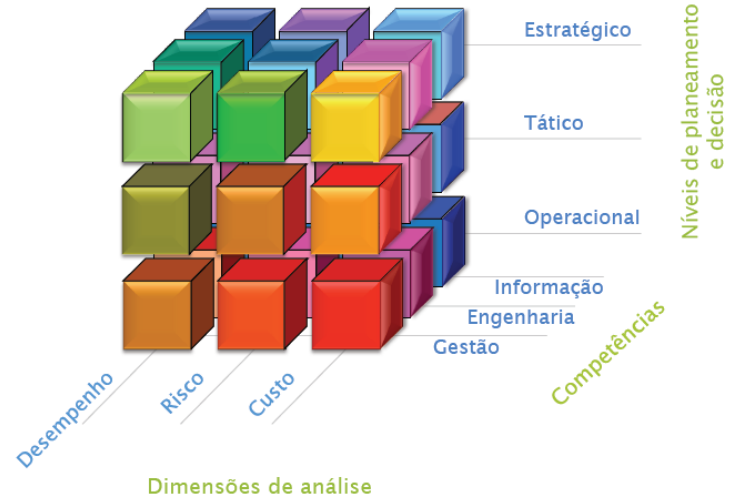 Estratégico
Tático
Operacional
Níveis de planeamento
e decisão
Informação
Engenharia
Gestão
Competências
Desempenho
Risco
Custo
Dimensões de análise